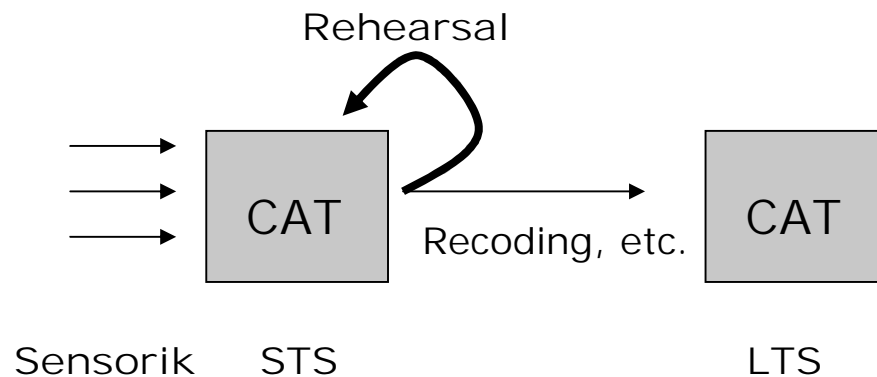 Rehearsal
CAT
CAT
Recoding, etc.
Sensorik STS LTS